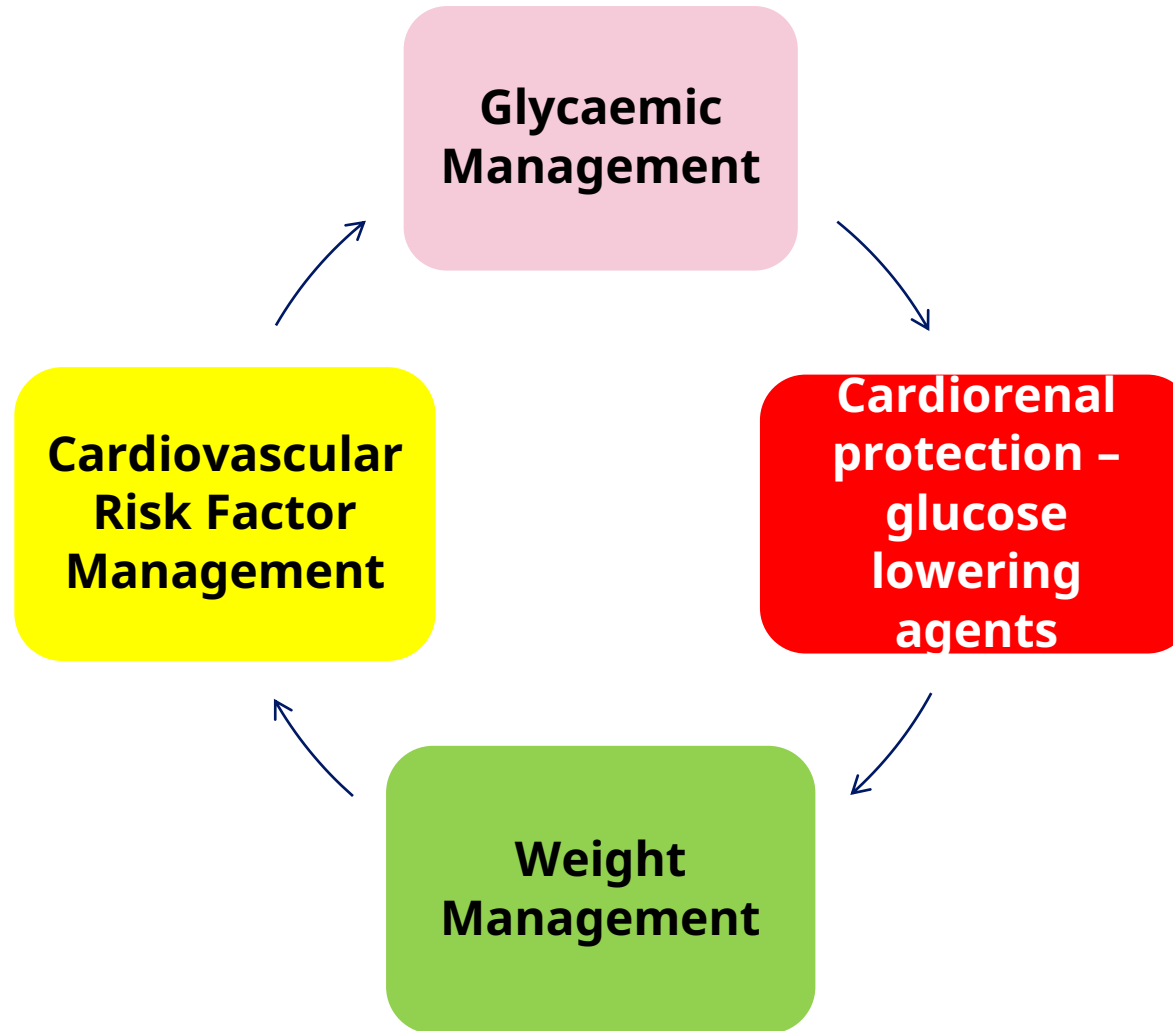 Glycaemic
Management
Cardiorenal
protection –
glucose
lowering
agents
Weight
Management
Cardiovascular
Risk Factor
Management